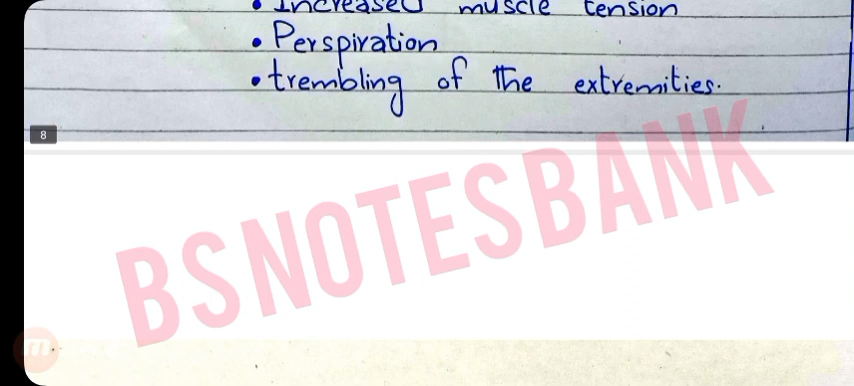 • Increased muscle tension
• Perspiration
• trembling of the extremities.
8
BSNOTESBANK
m